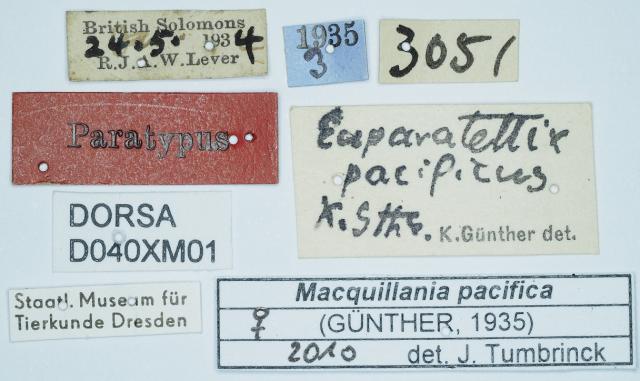 British Solomons
24.5. 1934
R.J.A.W. Lever
1935
3
3051
Paratypus
Euparatettix
pacificus
K. Gthr. K.Günther det.
DORSA
D040XM01
Staatl. Museum für
Tierkunde Dresden
Macquillania pacifica
♀ (GÜNTHER, 1935)
2010 det. J. Tumbrinck